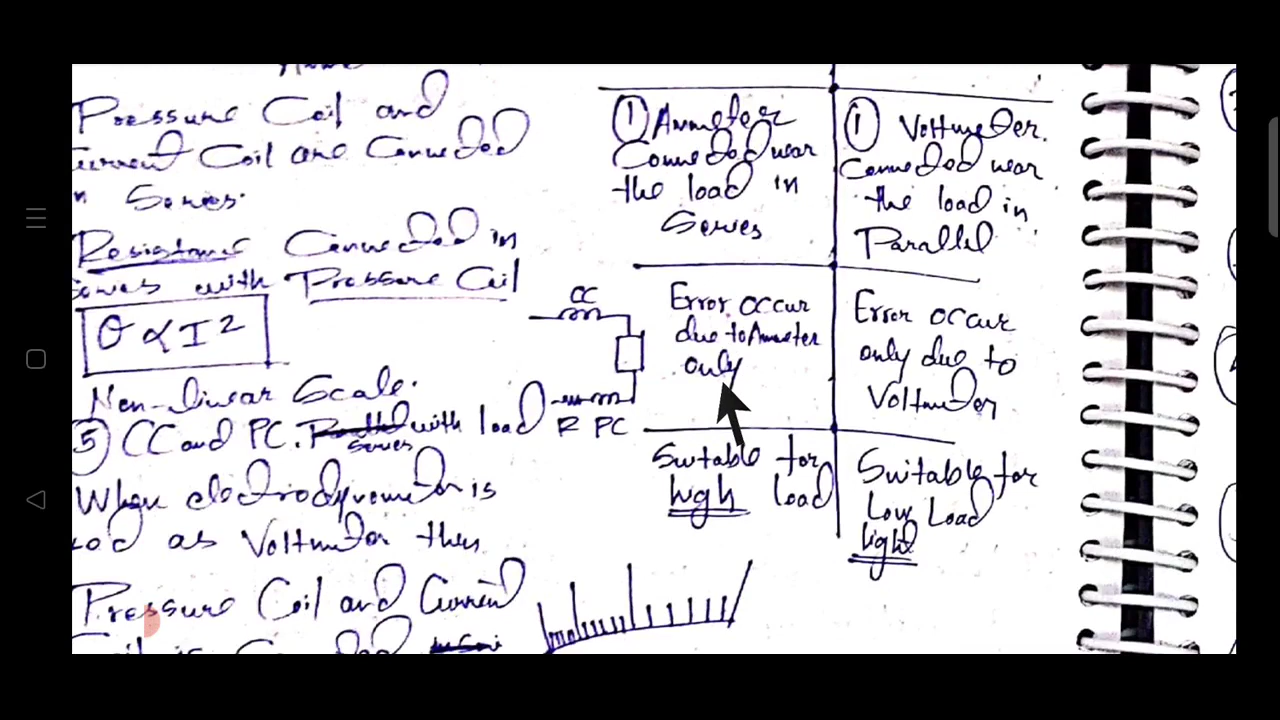 Pressure Coil and
Current Coil are Connected
in Series.
Resistance Connected in
Series with Pressure Coil
θ ∝ I²
Non-linear Scale.
⑤ CC and PC. Parallel with load
series
When electrodynamometer is
used as Voltmeter then
Pressure Coil and Current
Coil is Connected
CC
R PC
① Ammeter
Connected near
the load in
Series
Error occur
due to Ammeter
only
Suitable for
high load
① Voltmeter.
Connected near
the load in
Parallel
Error occur
only due to
Voltmeter
Suitable for
Low Load
light